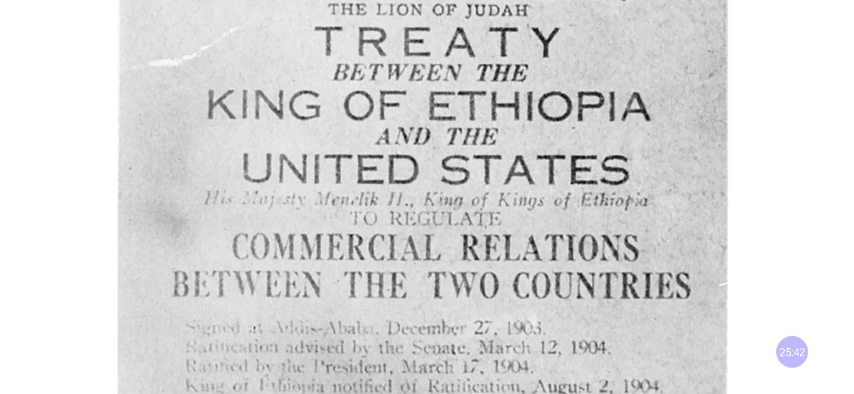 THE LION OF JUDAH
TREATY
BETWEEN THE
KING OF ETHIOPIA
AND THE
UNITED STATES
His Majesty Menelik II., King of Kings of Ethiopia
TO REGULATE
COMMERCIAL RELATIONS
BETWEEN THE TWO COUNTRIES
Signed at Addis-Ababa, December 27, 1903.
Ratification advised by the Senate, March 12, 1904.
Ratified by the President, March 17, 1904.
King of Ethiopia notified of Ratification, August 2, 1904.
25:42